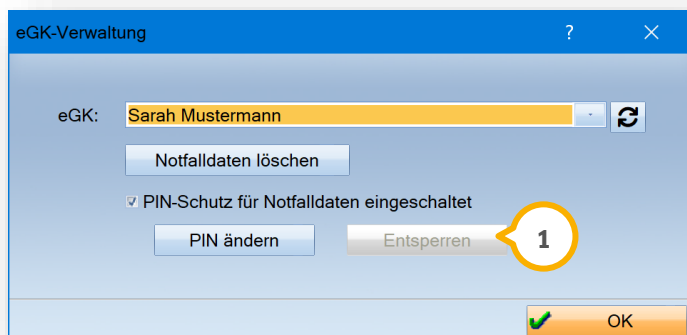 eGK-Verwaltung ?
eGK: Sarah Mustermann
Notfalldaten löschen
PIN-Schutz für Notfalldaten eingeschaltet
PIN ändern Entsperren 1
OK